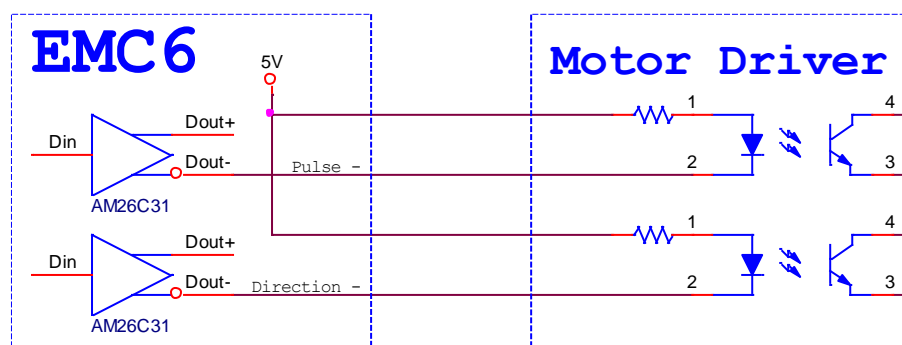 EMC6
Motor Driver
5V
1
4
Din
Dout+
Dout-
Pulse -
2
3
AM26C31
1
4
Din
Dout+
Dout-
Direction -
2
3
AM26C31